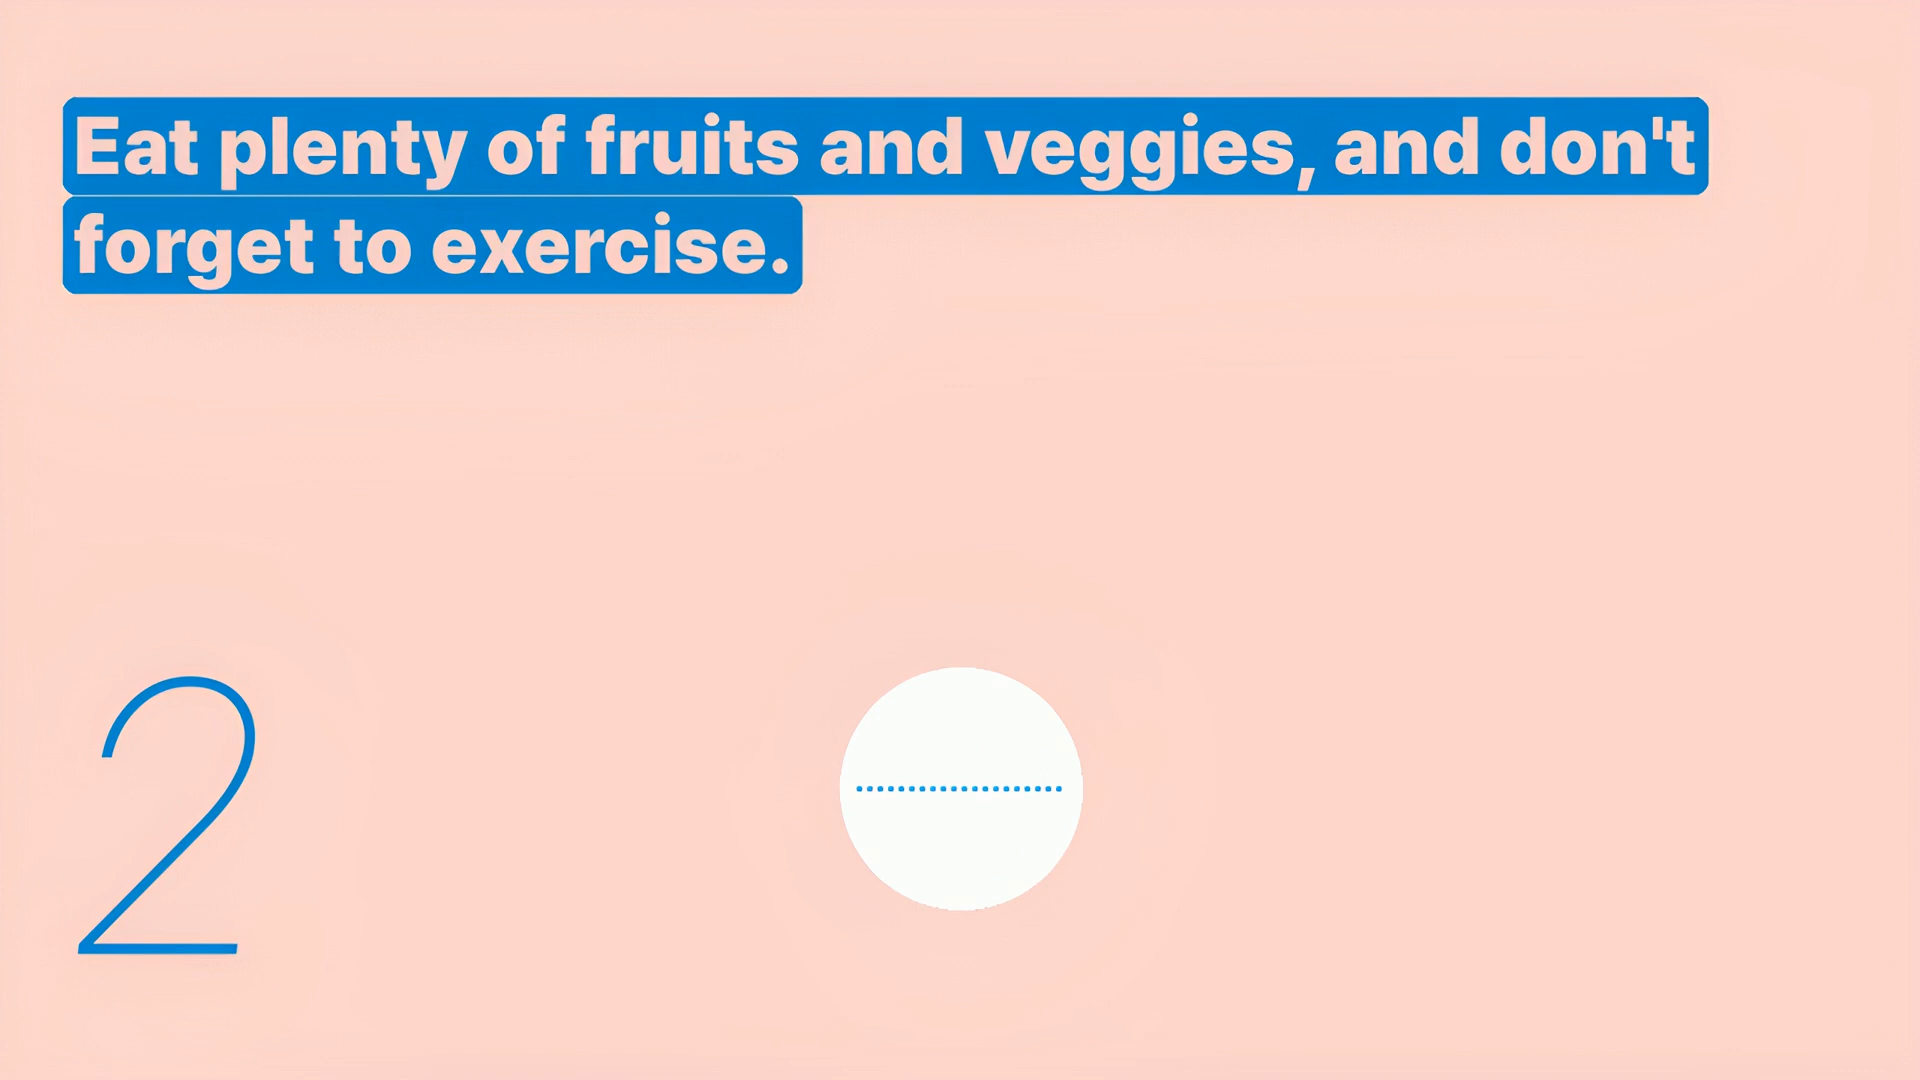 Eat plenty of fruits and veggies, and don't
forget to exercise.
2